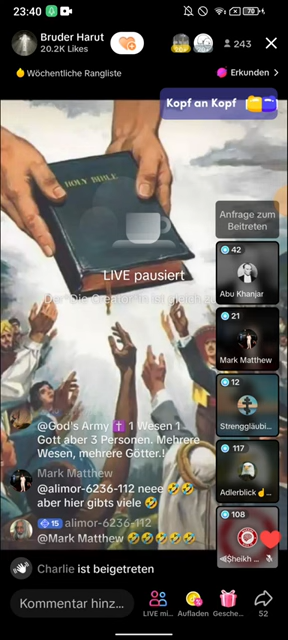 23:40
70
Bruder Harut
20.2K Likes
243
Wöchentliche Rangliste
Erkunden >
Kopf an Kopf
HOLY BIBLE
LIVE pausiert
Anfrage zum
Beitreten
42
Abu Khanjar
21
Mark Matthew
12
Strenggläubi...
117
Adlerblick☝️...
108
@God's Army ✝️ 1 Wesen 1
Gott aber 3 Personen. Mehrere
Wesen, mehrere Götter.!
Mark Matthew
@alimor-6236-112 neee 🤣🤣
aber hier gibts viele 🤣
15 alimor-6236-112
@Mark Matthew 🤣🤣🤣🤣🤣
Charlie ist beigetreten
Kommentar hinz...
LIVE mi...
Aufladen
Gesche...
52